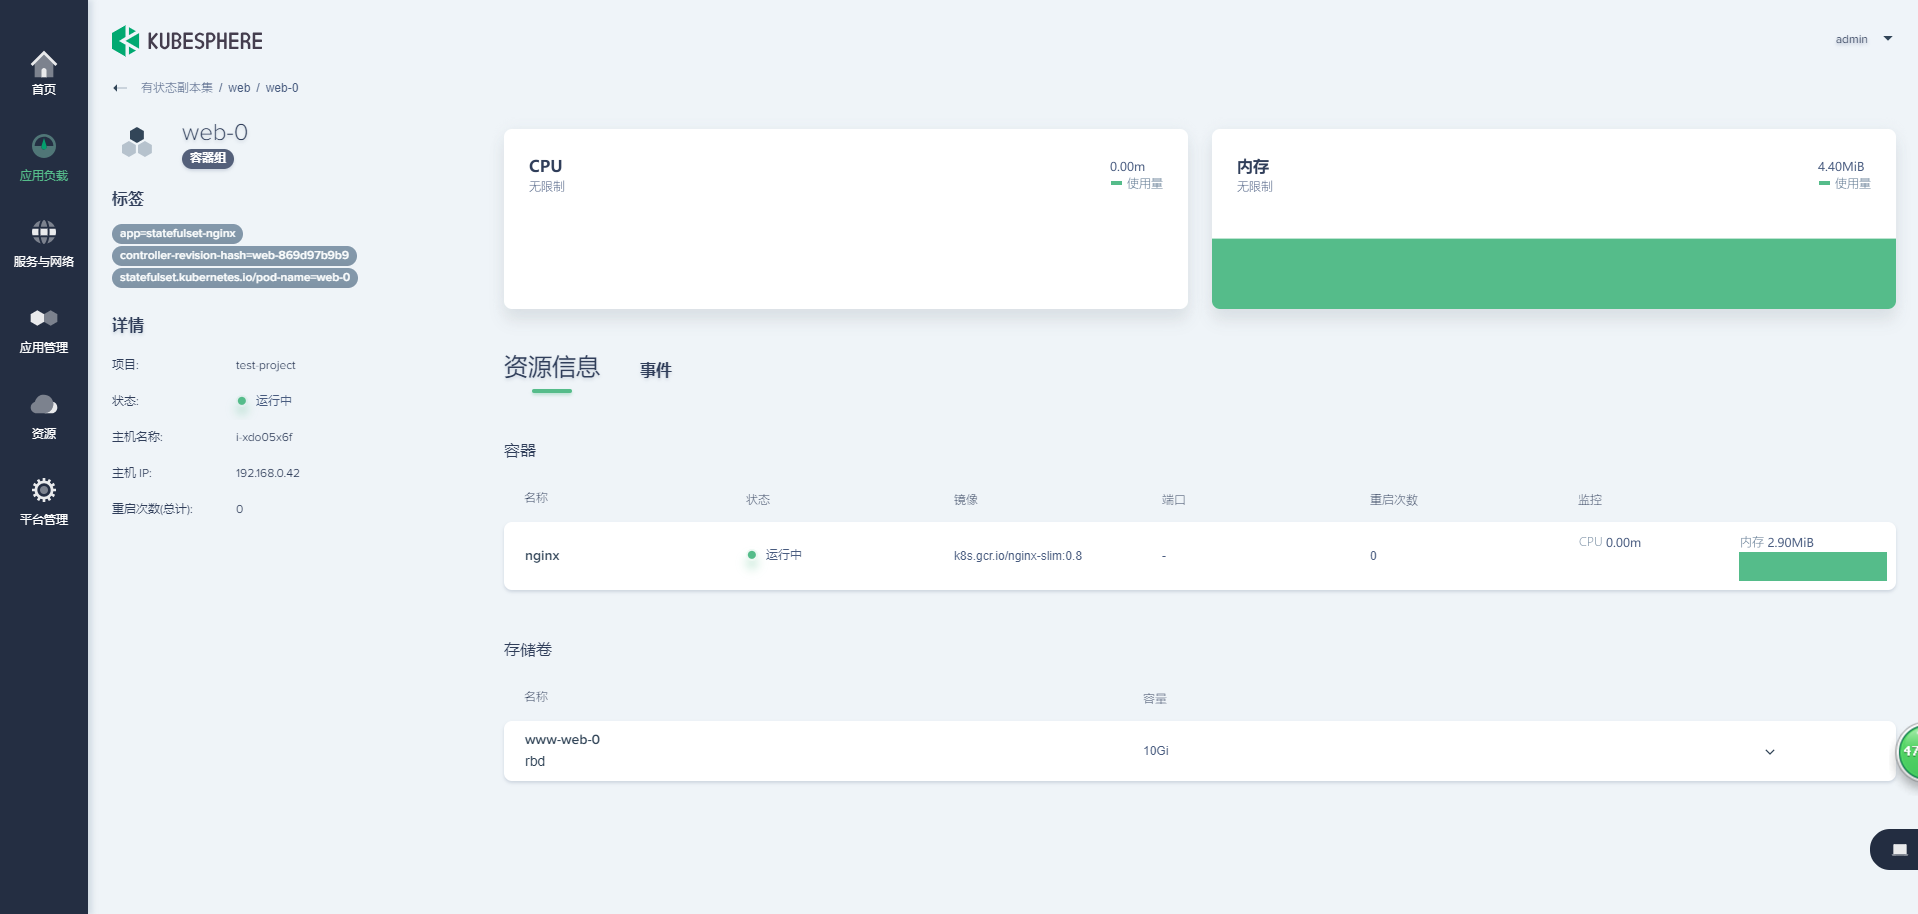 KUBESPHERE
admin
首页
应用负载
服务与网络
应用管理
资源
平台管理
有状态副本集 / web / web-0
web-0
容器组
标签
app=statefulset-nginx
controller-revision-hash=web-869d97b9b9
statefulset.kubernetes.io/pod-name=web-0
详情
项目: test-project
状态: 运行中
主机名称: i-xdo05x6f
主机 IP: 192.168.0.42
重启次数(总计): 0
CPU 0.00m
无限制 使用量
内存 4.40MiB
无限制 使用量
资源信息 事件
容器
名称 状态 镜像 端口 重启次数 监控
nginx 运行中 k8s.gcr.io/nginx-slim:0.8 - 0 CPU 0.00m 内存 2.90MiB
存储卷
名称 容量
www-web-0
rbd
10Gi
47